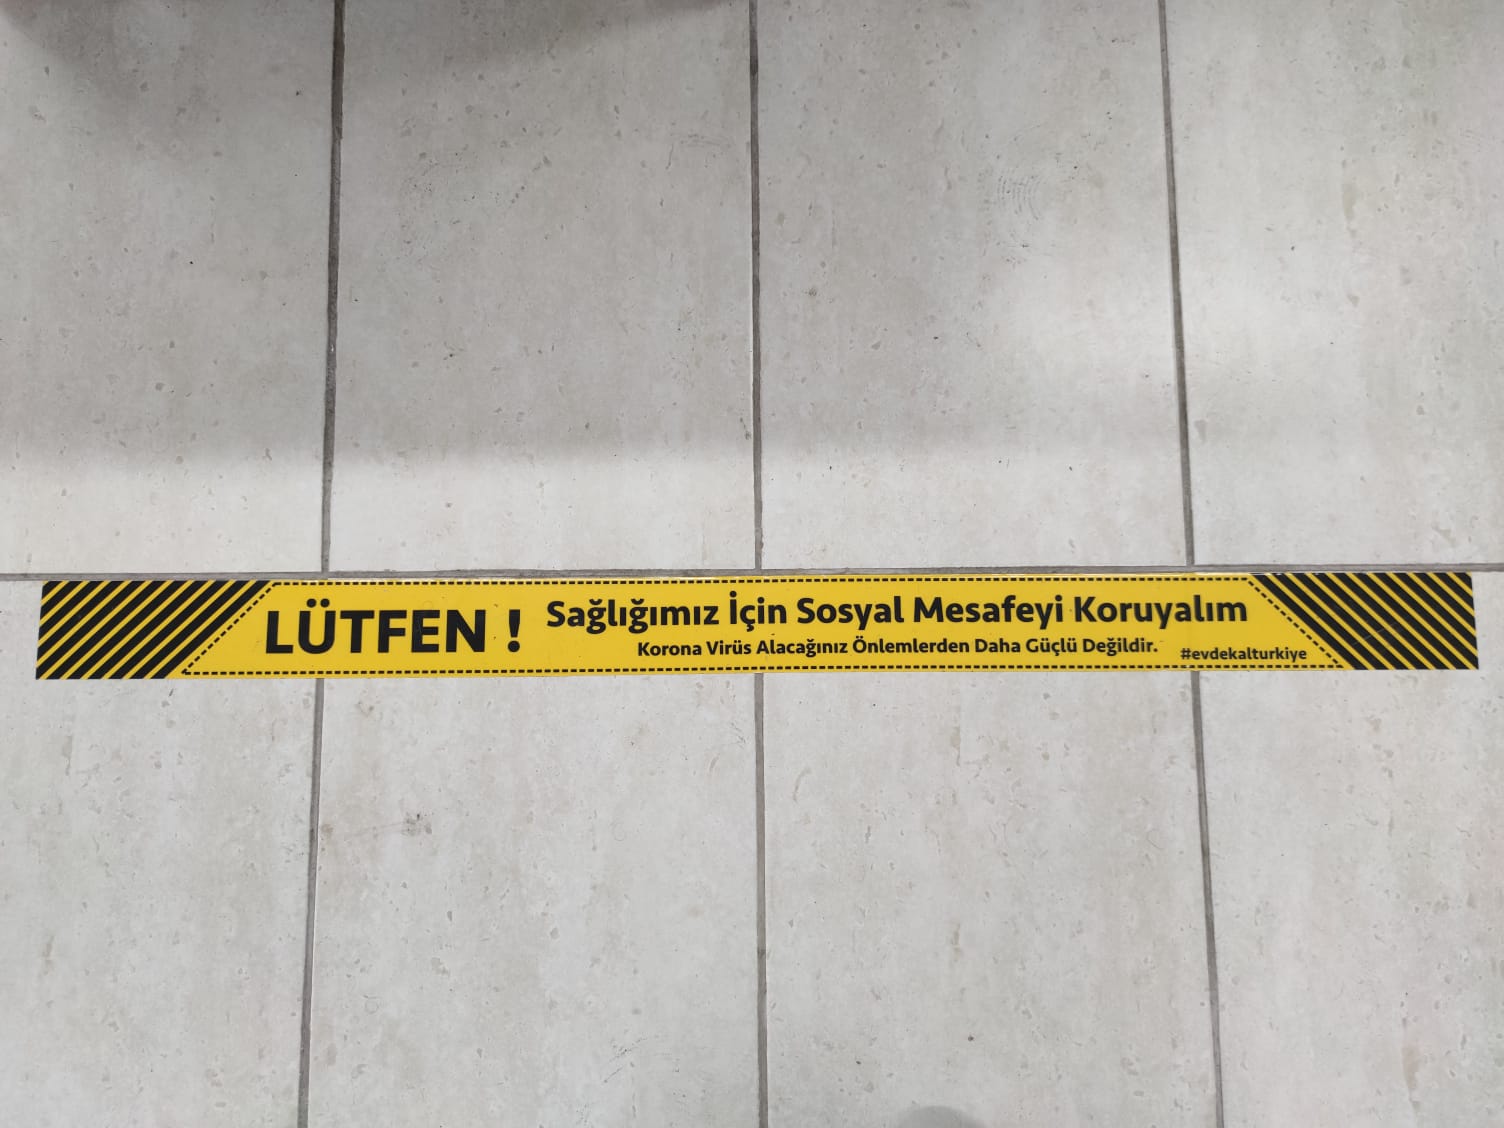 LÜTFEN ! Sağlığımız İçin Sosyal Mesafeyi Koruyalım
Korona Virüs Alacağınız Önlemlerden Daha Güçlü Değildir. #evdekalturkiye